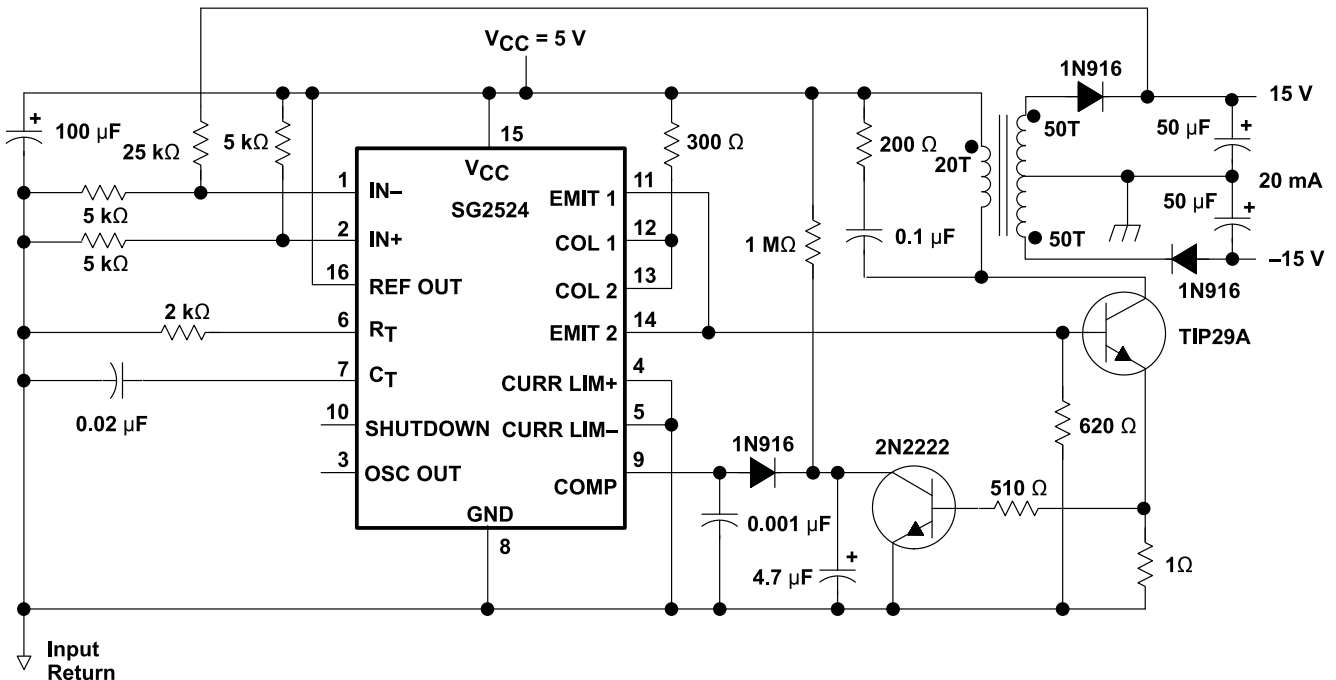 VCC = 5 V
1N916
15 V
+
100 µF
25 kΩ
5 kΩ
15
300 Ω
200 Ω
20T
50T
50 µF
+
VCC
SG2524
1
IN–
EMIT 1
11
5 kΩ
20 mA
2
IN+
COL 1
12
1 MΩ
0.1 µF
50T
50 µF
+
5 kΩ
COL 2
13
–15 V
16
REF OUT
1N916
2 kΩ
6
RT
EMIT 2
14
TIP29A
7
CT
CURR LIM+
4
0.02 µF
10
SHUTDOWN
CURR LIM–
5
1N916
2N2222
620 Ω
3
OSC OUT
COMP
9
510 Ω
GND
8
0.001 µF
4.7 µF
+
1Ω
Input
Return